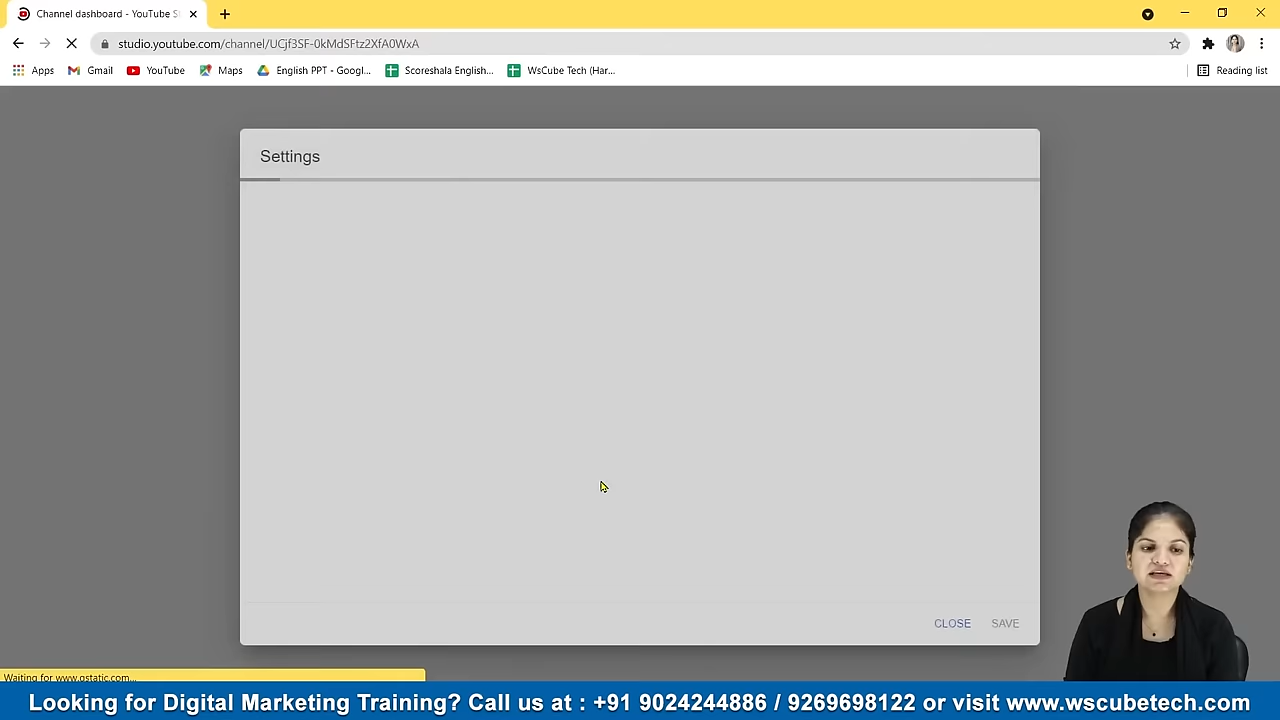 Channel dashboard - YouTube S
studio.youtube.com/channel/UCjf3SF-0kMdSFtz2XfA0WxA
Apps Gmail YouTube Maps English PPT - Googl... Scoreshala English... WsCube Tech (Har... Reading list
Settings
CLOSE SAVE
Waiting for www.gstatic.com...
Looking for Digital Marketing Training? Call us at : +91 9024244886 / 9269698122 or visit www.wscubetech.com